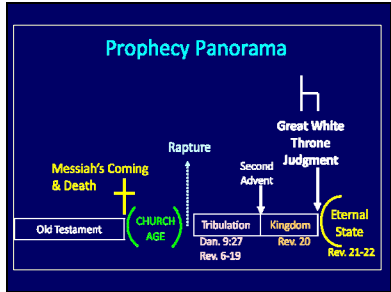 Prophecy Panorama
Great White
Throne
Judgment
Rapture
Second
Advent
Messiah's Coming
& Death
Old Testament
CHURCH
AGE
Tribulation
Kingdom
Dan. 9:27
Rev. 6-19
Rev. 20
Eternal
State
Rev. 21-22